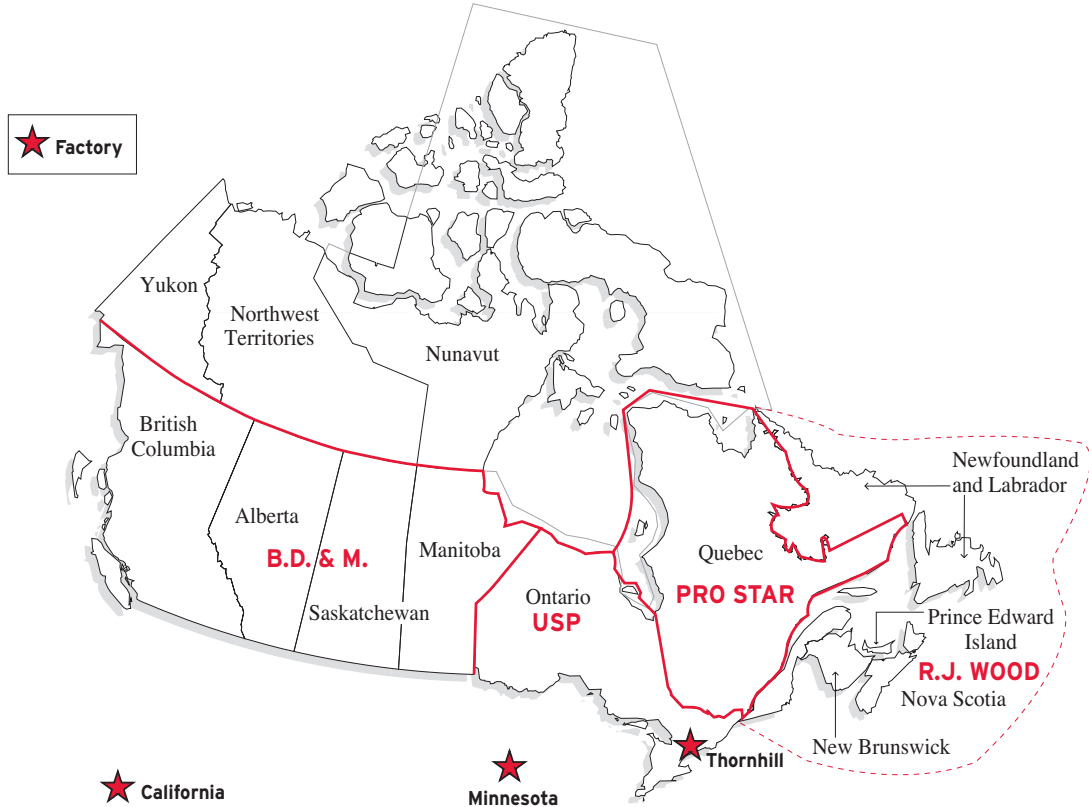 Factory
Yukon
Northwest
Territories
Nunavut
British
Columbia
Alberta
B.D. & M.
Saskatchewan
Manitoba
Ontario
USP
Quebec
PRO STAR
Newfoundland
and Labrador
Prince Edward
Island
R.J. WOOD
Nova Scotia
New Brunswick
Thornhill
Minnesota
California